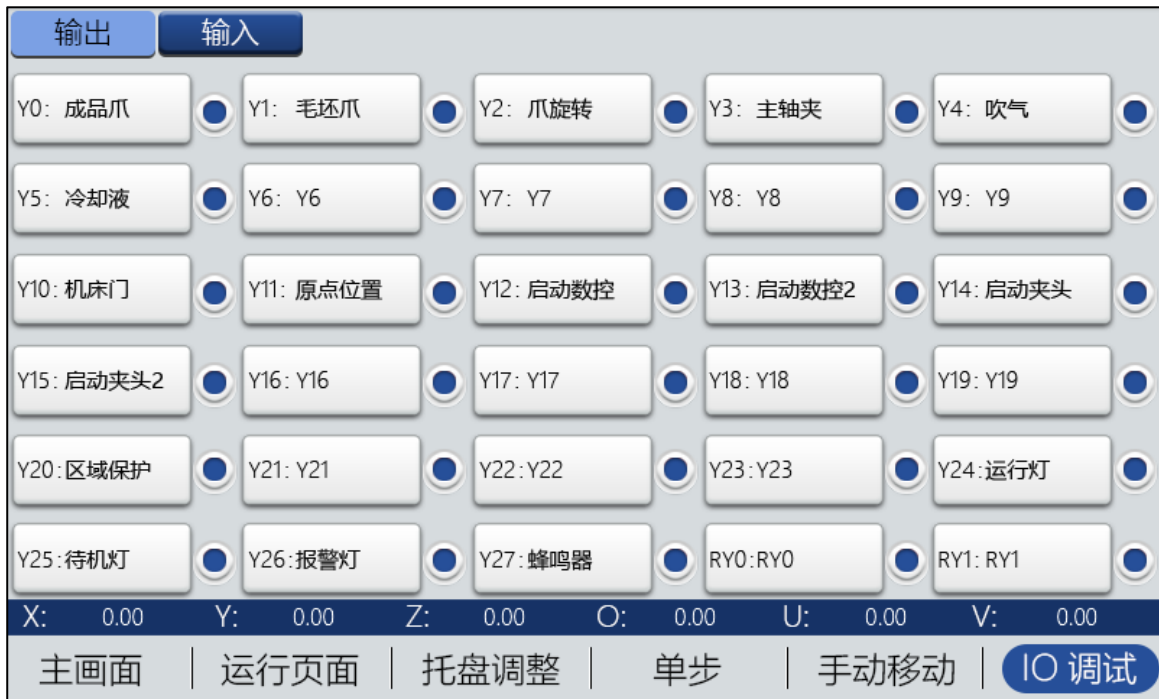 输出 输入
Y0: 成品爪 Y1: 毛坯爪 Y2: 爪旋转 Y3: 主轴夹 Y4: 吹气
Y5: 冷却液 Y6: Y6 Y7: Y7 Y8: Y8 Y9: Y9
Y10: 机床门 Y11: 原点位置 Y12: 启动数控 Y13: 启动数控2 Y14: 启动夹头
Y15: 启动夹头2 Y16: Y16 Y17: Y17 Y18: Y18 Y19: Y19
Y20:区域保护 Y21: Y21 Y22:Y22 Y23:Y23 Y24:运行灯
Y25:待机灯 Y26:报警灯 Y27:蜂鸣器 RY0:RY0 RY1: RY1
X: 0.00 Y: 0.00 Z: 0.00 O: 0.00 U: 0.00 V: 0.00
主画面 运行页面 托盘调整 单步 手动移动 IO 调试